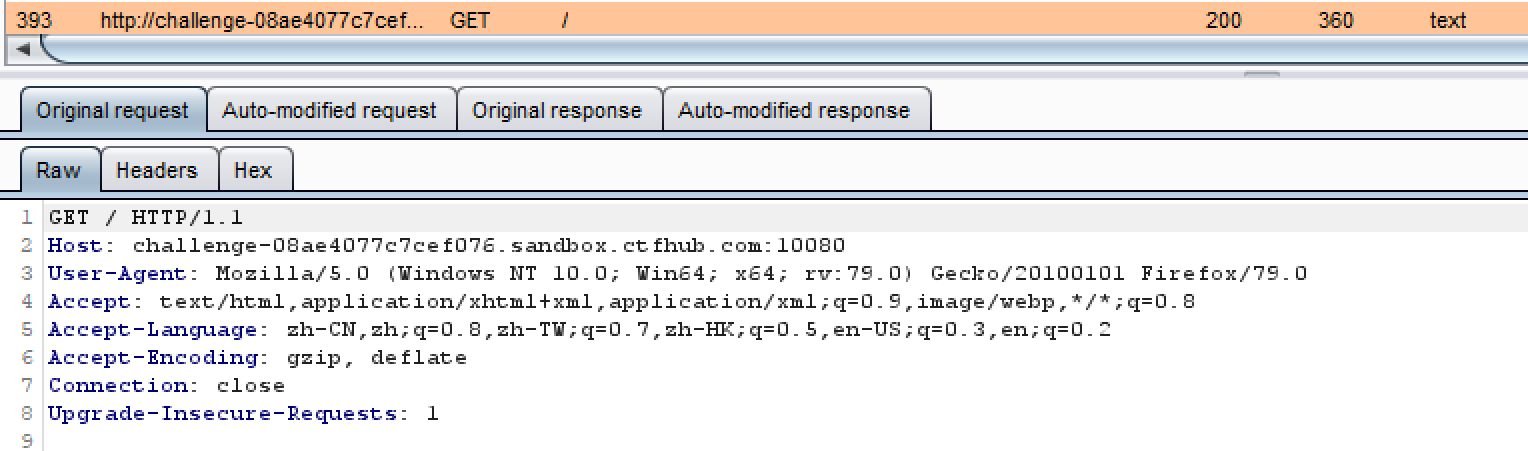 393 http://challenge-08ae4077c7cef... GET / 200 360 text
Original request Auto-modified request Original response Auto-modified response
Raw Headers Hex
1 GET / HTTP/1.1
2 Host: challenge-08ae4077c7cef076.sandbox.ctfhub.com:10080
3 User-Agent: Mozilla/5.0 (Windows NT 10.0; Win64; x64; rv:79.0) Gecko/20100101 Firefox/79.0
4 Accept: text/html,application/xhtml+xml,application/xml;q=0.9,image/webp,*/*;q=0.8
5 Accept-Language: zh-CN,zh;q=0.8,zh-TW;q=0.7,zh-HK;q=0.5,en-US;q=0.3,en;q=0.2
6 Accept-Encoding: gzip, deflate
7 Connection: close
8 Upgrade-Insecure-Requests: 1
9